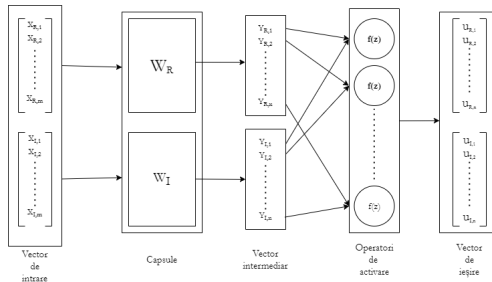 X_R,1
X_R,2
X_R,m
X_I,1
X_I,2
X_I,m
W_R
W_I
Y_R,1
Y_R,2
Y_R,n
Y_I,1
Y_I,2
Y_I,n
f(z)
f(z)
f(z)
u_R,1
u_R,2
u_R,n
u_I,1
u_I,2
u_I,n
Vector
de
intrare
Capsule
Vector
intermediar
Operatori
de
activare
Vector
de
ieșire